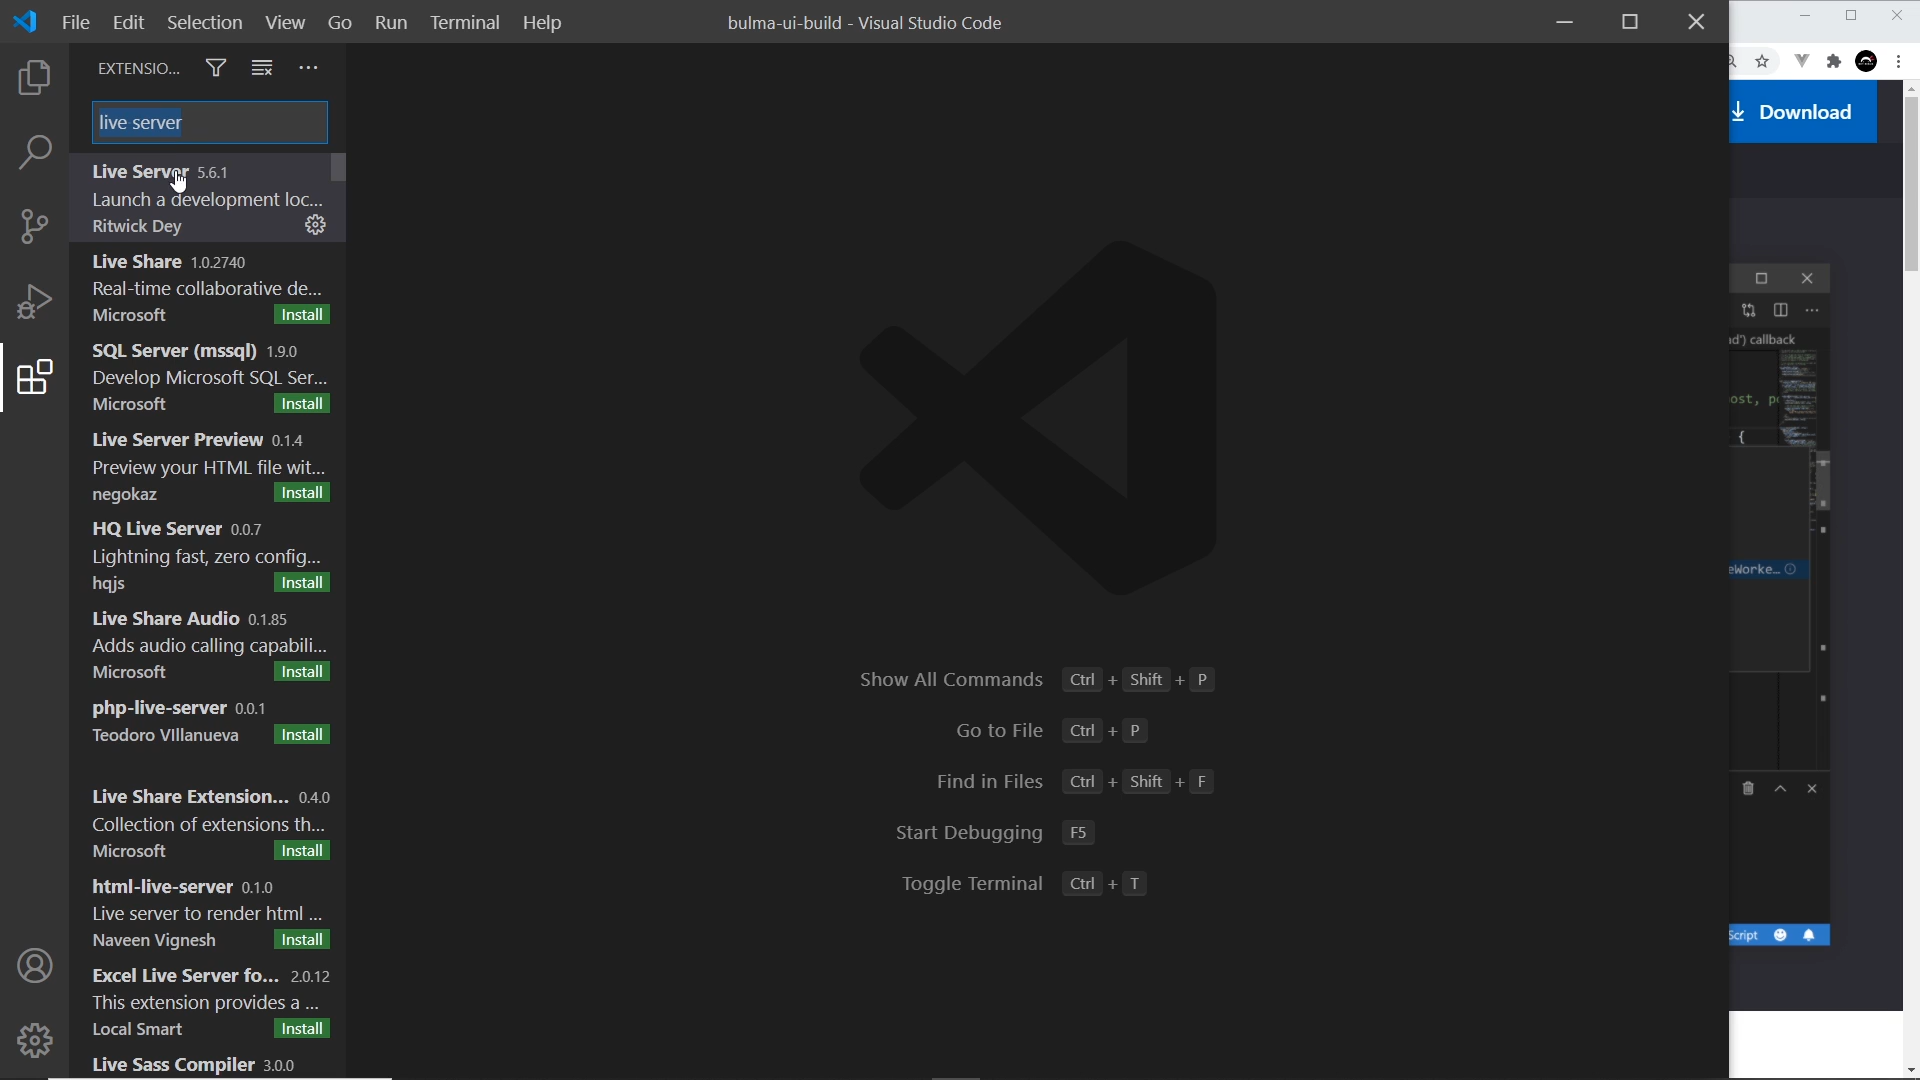 File Edit Selection View Go Run Terminal Help
bulma-ui-build - Visual Studio Code
EXTENSIO...
live server
Live Server 5.6.1
Launch a development loc...
Ritwick Dey
Live Share 1.0.2740
Real-time collaborative de...
Microsoft Install
SQL Server (mssql) 1.9.0
Develop Microsoft SQL Ser...
Microsoft Install
Live Server Preview 0.1.4
Preview your HTML file wit...
negokaz Install
HQ Live Server 0.0.7
Lightning fast, zero config...
hqjs Install
Live Share Audio 0.1.85
Adds audio calling capabili...
Microsoft Install
php-live-server 0.0.1
Teodoro VIllanueva Install
Live Share Extension... 0.4.0
Collection of extensions th...
Microsoft Install
html-live-server 0.1.0
Live server to render html ...
Naveen Vignesh Install
Excel Live Server fo... 2.0.12
This extension provides a ...
Local Smart Install
Live Sass Compiler 3.0.0
Show All Commands Ctrl + Shift + P
Go to File Ctrl + P
Find in Files Ctrl + Shift + F
Start Debugging F5
Toggle Terminal Ctrl + T
Download
callback
{